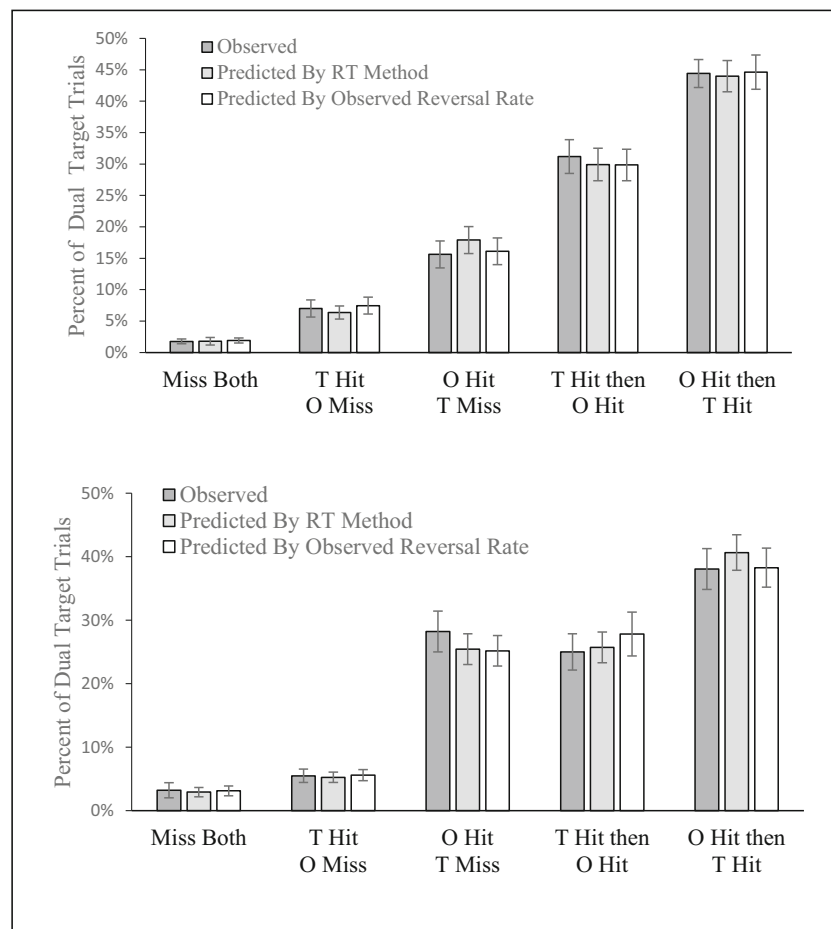 50%
45%
40%
35%
30%
25%
20%
15%
10%
5%
0%
Percent of Dual Target Trials
Observed
Predicted By RT Method
Predicted By Observed Reversal Rate
Miss Both
T Hit
O Miss
O Hit
T Miss
T Hit then
O Hit
O Hit then
T Hit
50%
40%
30%
20%
10%
0%
Percent of Dual Target Trials
Observed
Predicted By RT Method
Predicted By Observed Reversal Rate
Miss Both
T Hit
O Miss
O Hit
T Miss
T Hit then
O Hit
O Hit then
T Hit